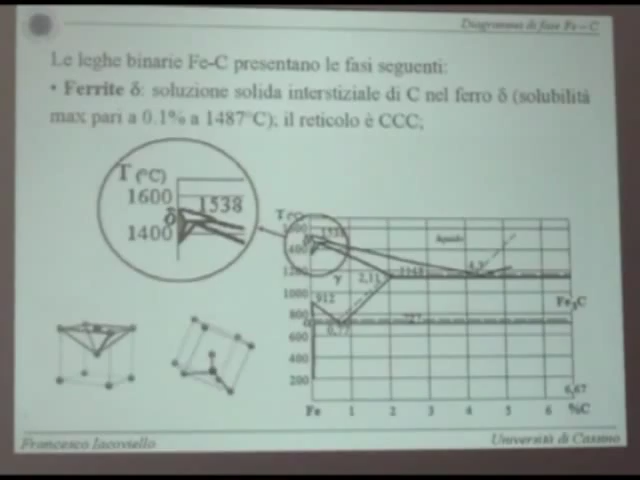 Diagramma di fase Fe – C
Le leghe binarie Fe-C presentano le fasi seguenti:
• Ferrite δ: soluzione solida interstiziale di C nel ferro δ (solubilità
max pari a 0.1% a 1487°C), il reticolo è CCC;
T (°C)
1600
1538
δ
1400
T (°C)
1538
liquido
4,3
1200
γ
2,11
1148
1000
912
Fe3C
800
727
0,77
600
400
200
6,67
Fe 1 2 3 4 5 6 %C
Francesco Iacoviello
Università di Cassino